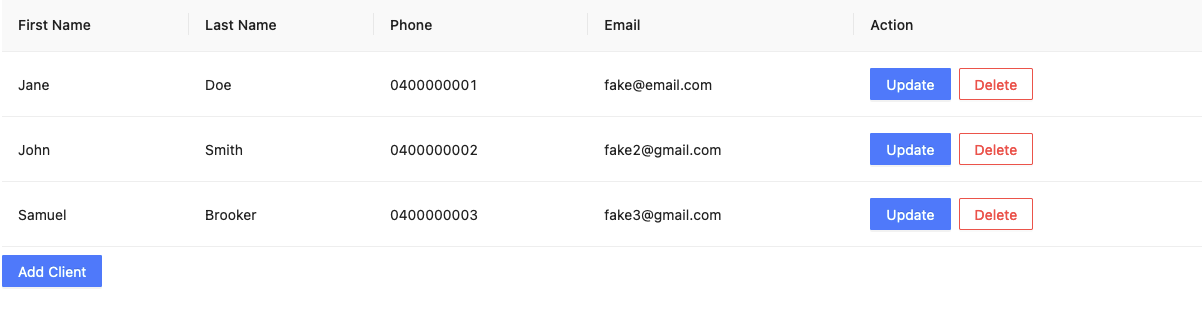 First Name Last Name Phone Email Action
Jane Doe 0400000001 fake@email.com Update Delete
John Smith 0400000002 fake2@gmail.com Update Delete
Samuel Brooker 0400000003 fake3@gmail.com Update Delete
Add Client